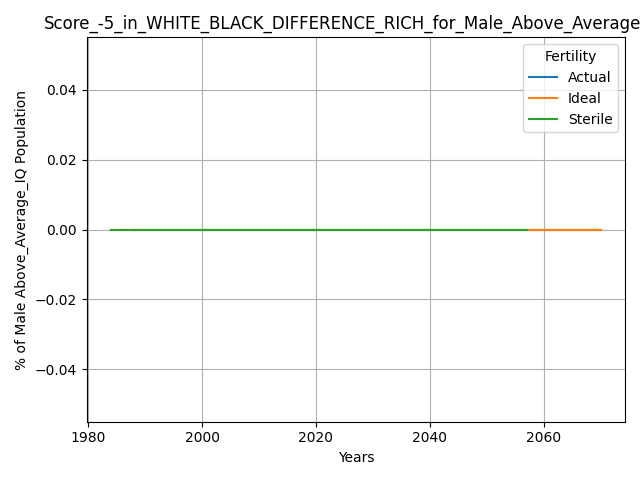 Score_-5_in_WHITE_BLACK_DIFFERENCE_RICH_for_Male_Above_Average
Fertility
Actual
Ideal
Sterile
% of Male Above_Average_IQ Population
0.04
0.02
0.00
−0.02
−0.04
1980 2000 2020 2040 2060
Years